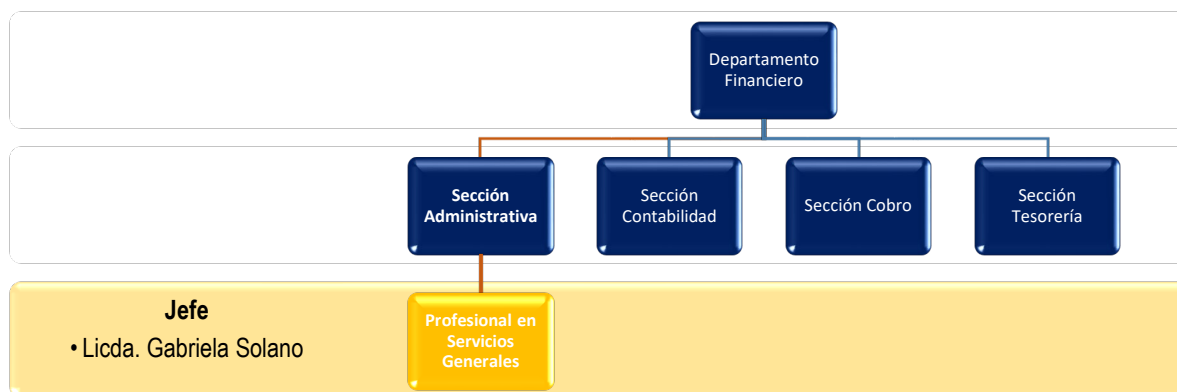 Departamento
Financiero
Sección
Administrativa
Sección
Contabilidad
Sección Cobro
Sección
Tesorería
Jefe
• Licda. Gabriela Solano
Profesional en
Servicios
Generales